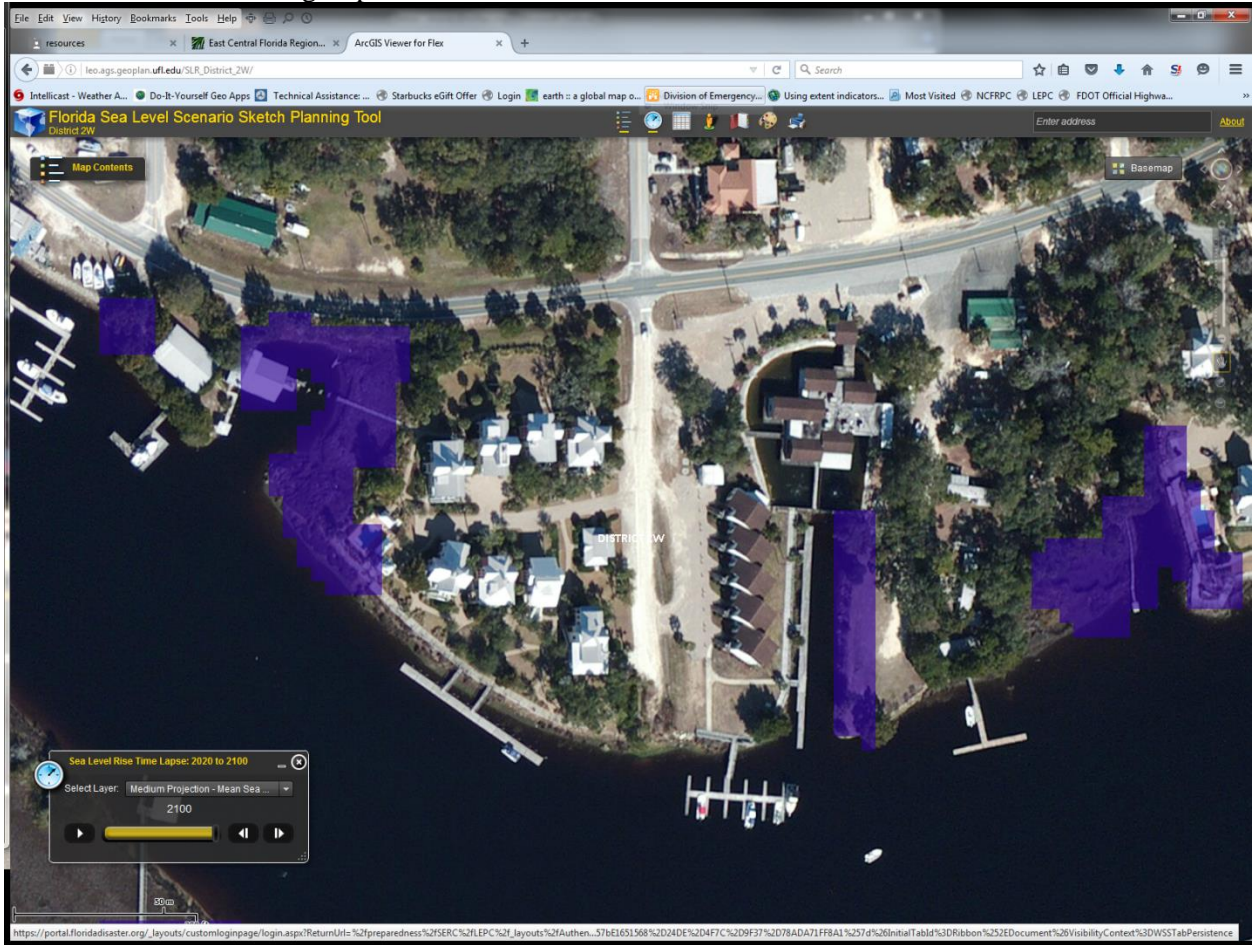 File Edit View History Bookmarks Tools Help
resources
East Central Florida Region...
ArcGIS Viewer for Flex
leo.ags.geoplan.ufl.edu/SLR_District_2W/
Search
Intellicast - Weather A...
Do-It-Yourself Geo Apps
Technical Assistance: ...
Starbucks eGift Offer
Login
earth :: a global map o...
Division of Emergency...
Using extent indicators...
Most Visited
NCFRPC
LEPC
FDOT Official Highwa...
Florida Sea Level Scenario Sketch Planning Tool
District 2W
Enter address
About
Map Contents
Basemap
DISTRICT 2W
Sea Level Rise Time Lapse: 2020 to 2100
Select Layer: Medium Projection - Mean Sea ...
2100
50 m
https://portal.floridadisaster.org/_layouts/customloginpage/login.aspx?ReturnUrl=%2fpreparedness%2fSERC%2fLEPC%2f_layouts%2fAuthen...57bE1651568%2D24DE%2D4F7C%2D9F37%2D78ADA71FF8A1%257d%26InitialTabId%3DRibbon%252EDocument%26VisibilityContext%3DWSSTabPersistence